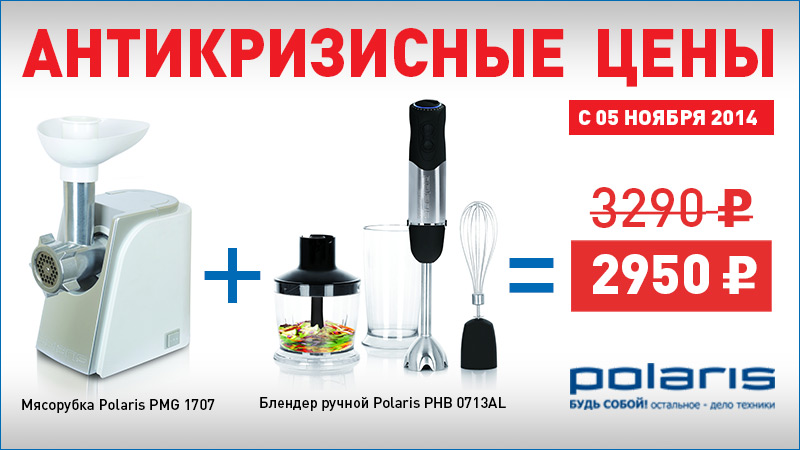 АНТИКРИЗИСНЫЕ ЦЕНЫ
С 05 НОЯБРЯ 2014
3290 ₽
+ = 2950 ₽
Мясорубка Polaris PMG 1707
Блендер ручной Polaris PHB 0713AL
polaris
БУДЬ СОБОЙ! остальное - дело техники